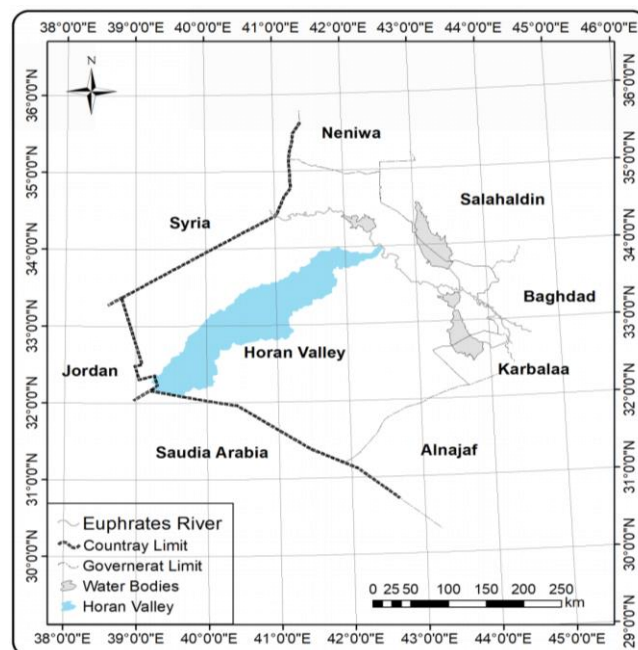 38°0'0"E 39°0'0"E 40°0'0"E 41°0'0"E 42°0'0"E 43°0'0"E 44°0'0"E 45°0'0"E 46°0'0"E
N
36°0'0"N
36°0'0"N
Neniwa
35°0'0"N
35°0'0"N
Salahaldin
Syria
34°0'0"N
34°0'0"N
Baghdad
33°0'0"N
33°0'0"N
Horan Valley
Jordan
Karbalaa
32°0'0"N
32°0'0"N
Saudia Arabia
Alnajaf
31°0'0"N
31°0'0"N
Euphrates River
Countray Limit
Governerat Limit
Water Bodies
Horan Valley
30°0'0"N
30°0'0"N
0 25 50 100 150 200 250
km
29°0'0"N
38°0'0"E 39°0'0"E 40°0'0"E 41°0'0"E 42°0'0"E 43°0'0"E 44°0'0"E 45°0'0"E